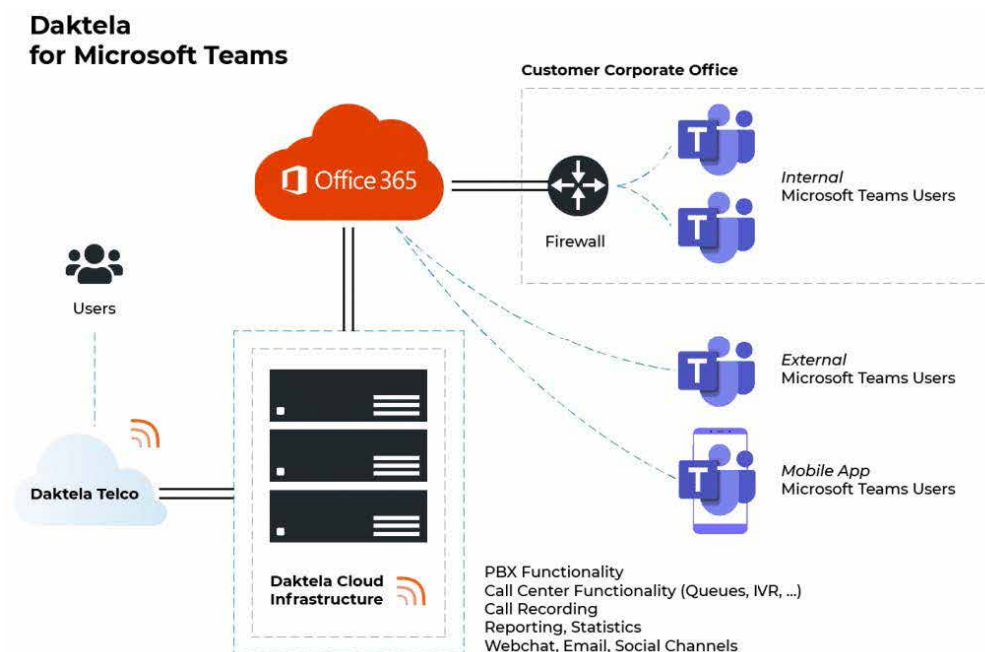 Daktela
for Microsoft Teams
Customer Corporate Office
Office 365
T
Internal
Microsoft Teams Users
T
Firewall
Users
T
External
Microsoft Teams Users
Daktela Telco
T
Mobile App
Microsoft Teams Users
Daktela Cloud
Infrastructure
PBX Functionality
Call Center Functionality (Queues, IVR, ...)
Call Recording
Reporting, Statistics
Webchat, Email, Social Channels